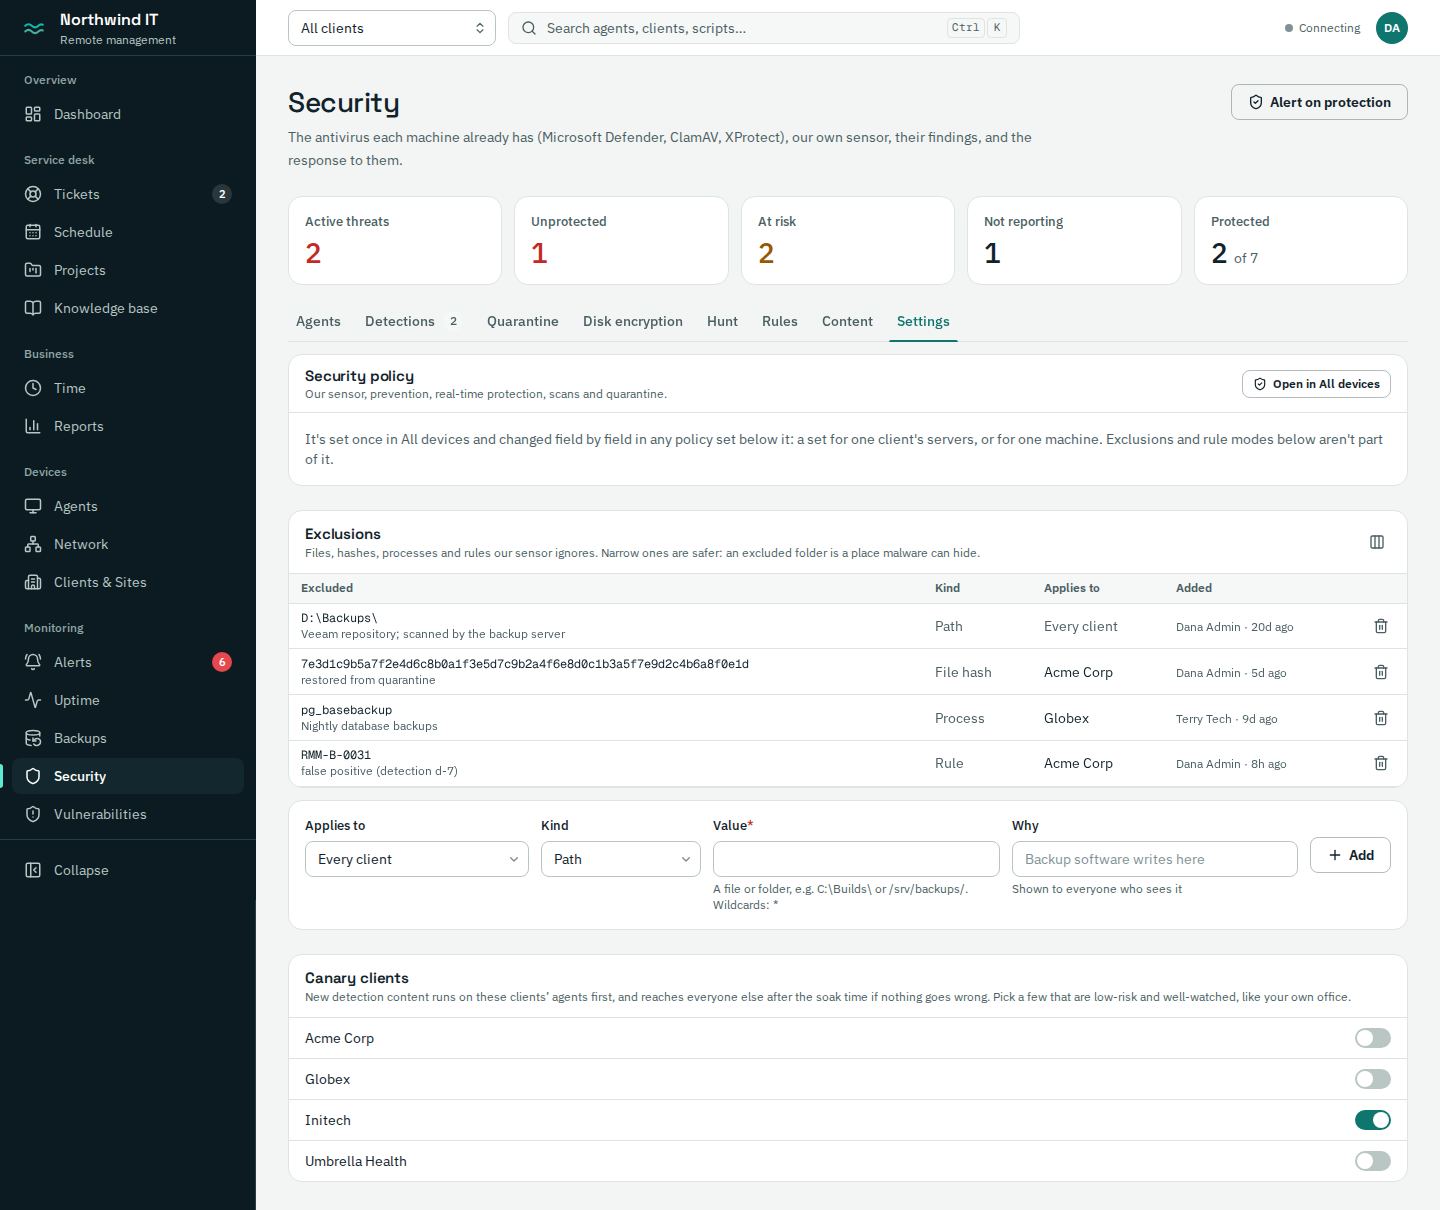 Northwind IT
Remote management
All clients
Search agents, clients, scripts...
Ctrl K
Connecting
DA
Overview
Dashboard
Service desk
Tickets 2
Schedule
Projects
Knowledge base
Business
Time
Reports
Devices
Agents
Network
Clients & Sites
Monitoring
Alerts 6
Uptime
Backups
Security
Vulnerabilities
Collapse
Security
Alert on protection
The antivirus each machine already has (Microsoft Defender, ClamAV, XProtect), our own sensor, their findings, and the
response to them.
Active threats
2
Unprotected
1
At risk
2
Not reporting
1
Protected
2 of 7
Agents Detections 2 Quarantine Disk encryption Hunt Rules Content Settings
Security policy
Our sensor, prevention, real-time protection, scans and quarantine.
Open in All devices
It's set once in All devices and changed field by field in any policy set below it: a set for one client's servers, or for one machine. Exclusions and rule modes below aren't part
of it.
Exclusions
Files, hashes, processes and rules our sensor ignores. Narrow ones are safer: an excluded folder is a place malware can hide.
Excluded Kind Applies to Added
D:\Backups\
Veeam repository; scanned by the backup server
Path Every client Dana Admin · 20d ago
7e3d1c9b5a7f2e4d6c8b0a1f3e5d7c9b2a4f6e8d0c1b3a5f7e9d2c4b6a8f0e1d
restored from quarantine
File hash Acme Corp Dana Admin · 5d ago
pg_basebackup
Nightly database backups
Process Globex Terry Tech · 9d ago
RMM-B-0031
false positive (detection d-7)
Rule Acme Corp Dana Admin · 8h ago
Applies to
Every client
Kind
Path
Value*
A file or folder, e.g. C:\Builds\ or /srv/backups/.
Wildcards: *
Why
Backup software writes here
Shown to everyone who sees it
Add
Canary clients
New detection content runs on these clients’ agents first, and reaches everyone else after the soak time if nothing goes wrong. Pick a few that are low-risk and well-watched, like your own office.
Acme Corp
Globex
Initech
Umbrella Health